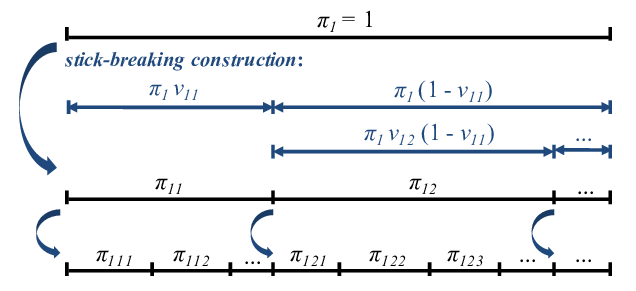 π₁ = 1
stick-breaking construction:
π₁ v₁₁ π₁ (1 - v₁₁)
π₁ v₁₂ (1 - v₁₁) ...
π₁₁ π₁₂ ...
π₁₁₁ π₁₁₂ ... π₁₂₁ π₁₂₂ π₁₂₃ ... ...